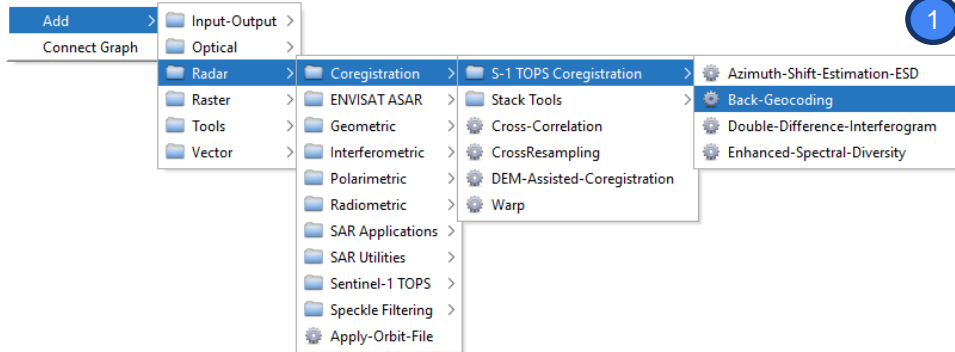 1
Add
Connect Graph
Input-Output
Optical
Radar
Raster
Tools
Vector
Coregistration
ENVISAT ASAR
Geometric
Interferometric
Polarimetric
Radiometric
SAR Applications
SAR Utilities
Sentinel-1 TOPS
Speckle Filtering
Apply-Orbit-File
S-1 TOPS Coregistration
Stack Tools
Cross-Correlation
CrossResampling
DEM-Assisted-Coregistration
Warp
Azimuth-Shift-Estimation-ESD
Back-Geocoding
Double-Difference-Interferogram
Enhanced-Spectral-Diversity